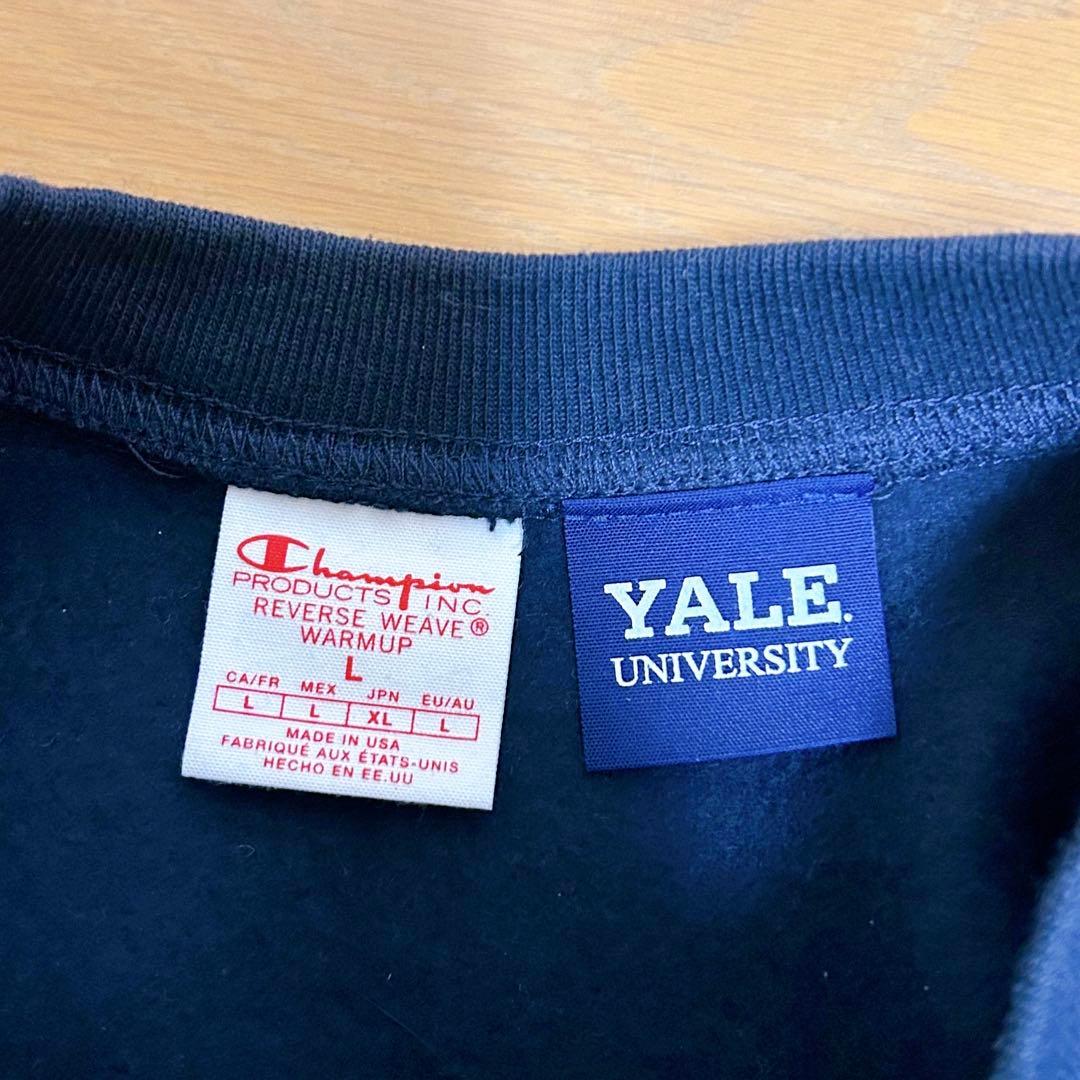 Champion
PRODUCTS INC.
REVERSE WEAVE®
WARMUP
L
CA/FR MEX JPN EU/AU
L L XL L
MADE IN USA
FABRIQUÉ AUX ÉTATS-UNIS
HECHO EN EE.UU
YALE.
UNIVERSITY